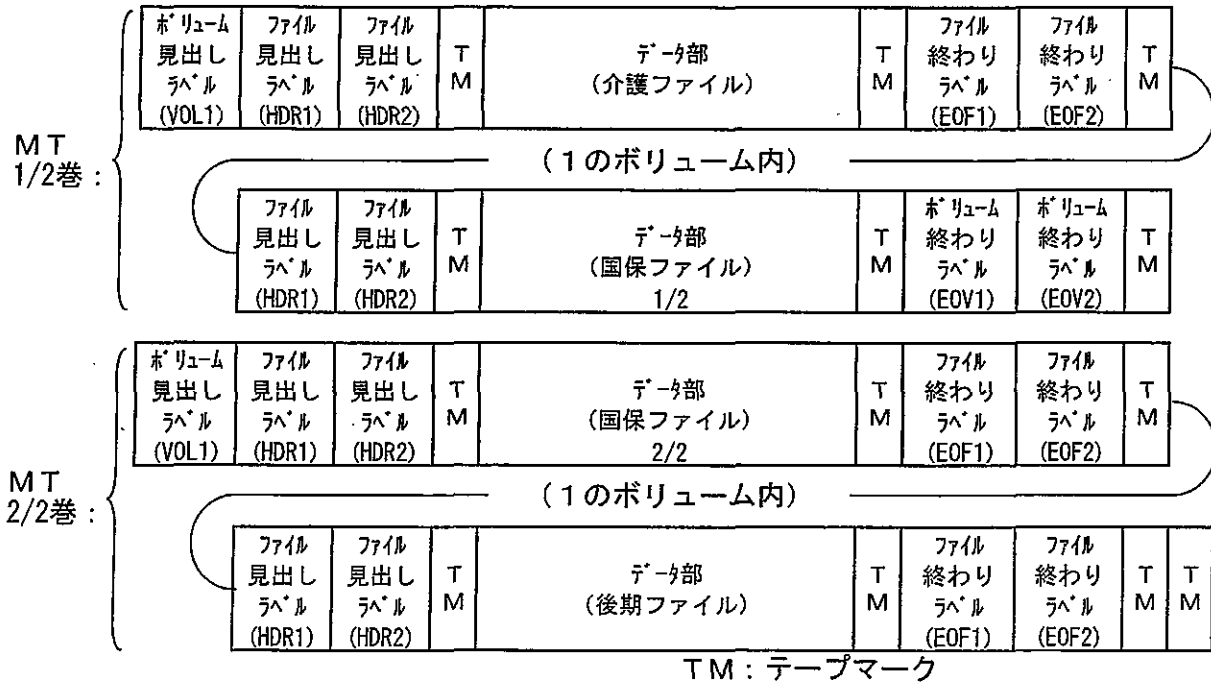 ボリューム ファイル ファイル ファイル ファイル
見出し 見出し 見出し T データ部 T 終わり 終わり T
ラベル ラベル ラベル M (介護ファイル) M ラベル ラベル M
(VOL1) (HDR1) (HDR2) (EOF1) (EOF2)
MT
1/2巻:
(1のボリューム内)
ファイル ファイル ボリューム ボリューム
見出し 見出し T データ部 T 終わり 終わり T
ラベル ラベル M (国保ファイル) M ラベル ラベル M
(HDR1) (HDR2) 1/2 (EOV1) (EOV2)
ボリューム ファイル ファイル ファイル ファイル
見出し 見出し 見出し T データ部 T 終わり 終わり T
ラベル ラベル ラベル M (国保ファイル) M ラベル ラベル M
(VOL1) (HDR1) (HDR2) 2/2 (EOF1) (EOF2)
MT
2/2巻:
(1のボリューム内)
ファイル ファイル ファイル ファイル
見出し 見出し T データ部 T 終わり 終わり T T
ラベル ラベル M (後期ファイル) M ラベル ラベル M M
(HDR1) (HDR2) (EOF1) (EOF2)
TM:テープマーク